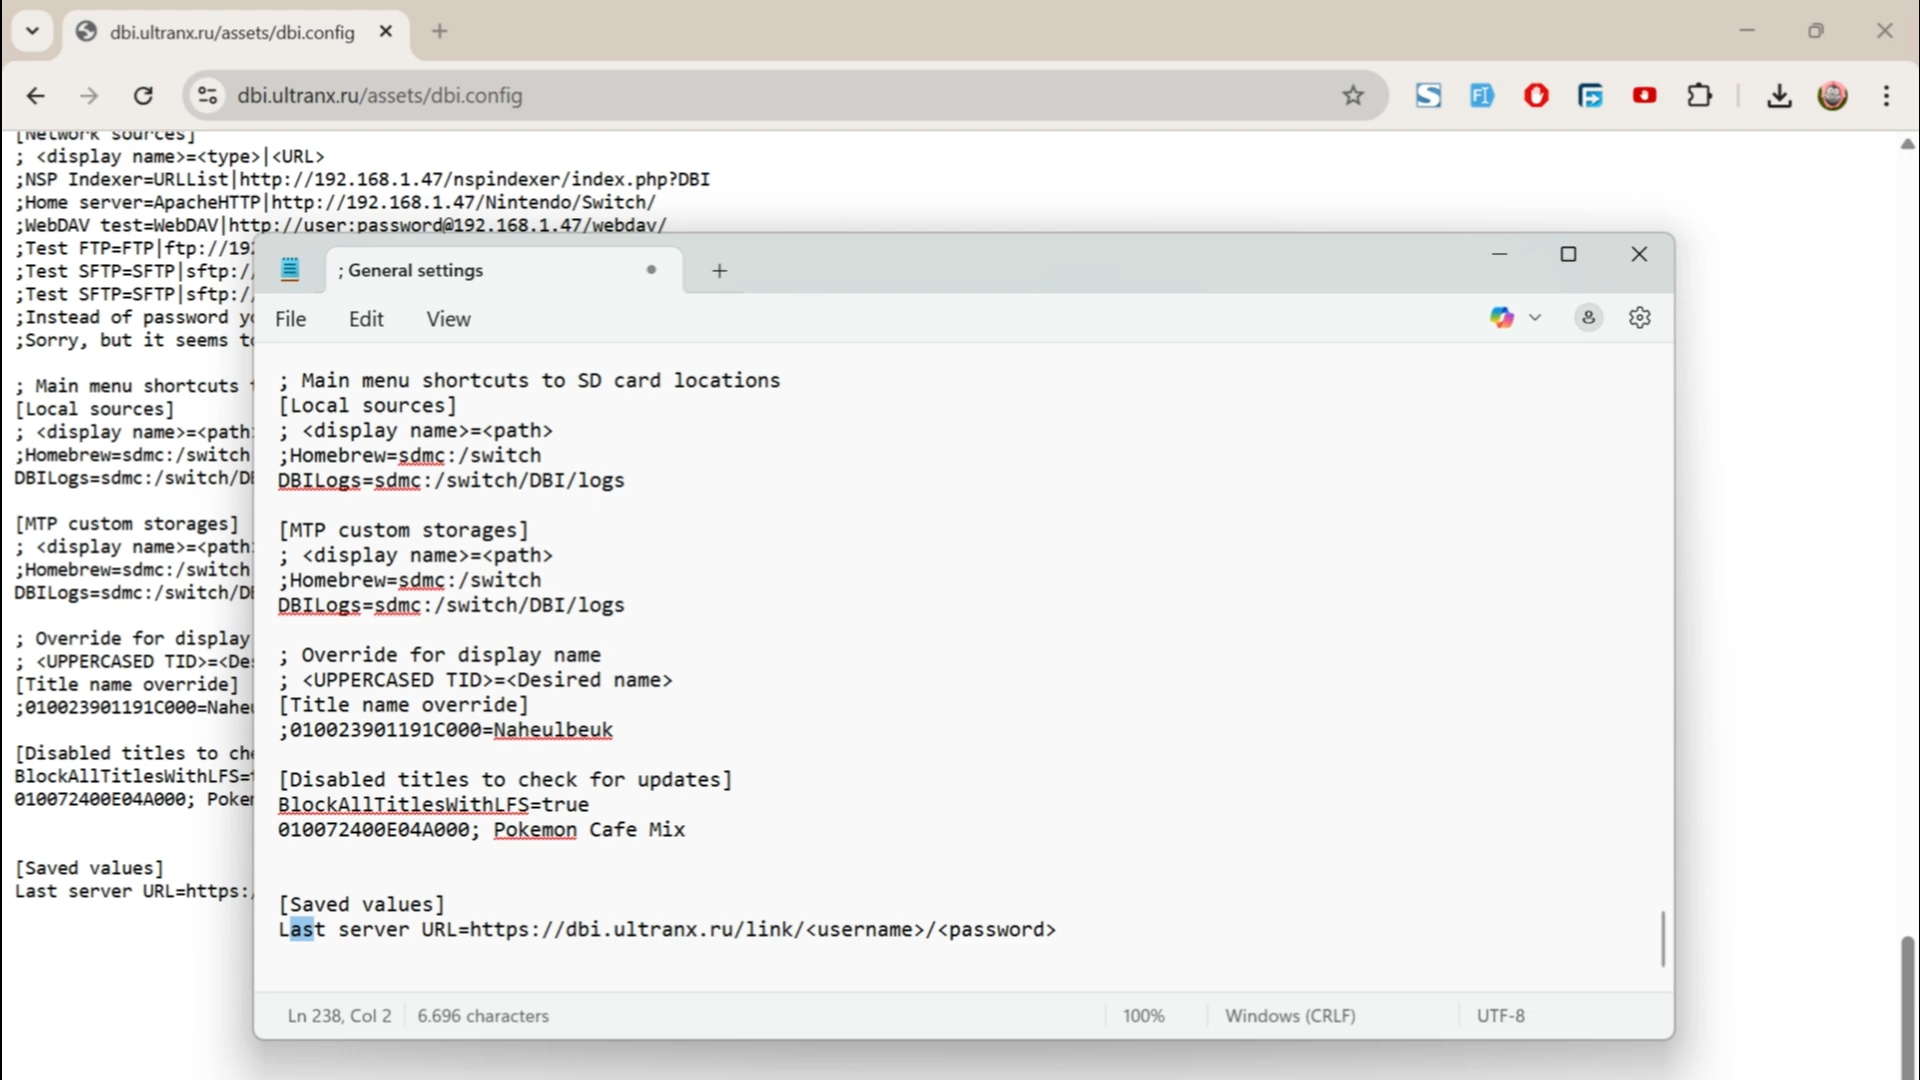 dbi.ultranx.ru/assets/dbi.config
dbi.ultranx.ru/assets/dbi.config
[Network sources]
; <display name>=<type>|<URL>
;NSP Indexer=URLList|http://192.168.1.47/nspindexer/index.php?DBI
;Home server=ApacheHTTP|http://192.168.1.47/Nintendo/Switch/
;WebDAV test=WebDAV|http://user:password@192.168.1.47/webdav/
;Test FTP=FTP|ftp://19
;Test SFTP=SFTP|sftp:/
;Test SFTP=SFTP|sftp:/
;Instead of password y
;Sorry, but it seems t
; Main menu shortcuts
[Local sources]
; <display name>=<path
;Homebrew=sdmc:/switch
DBILogs=sdmc:/switch/D
[MTP custom storages]
; <display name>=<path
;Homebrew=sdmc:/switch
DBILogs=sdmc:/switch/D
; Override for display
; <UPPERCASED TID>=<De
[Title name override]
;010023901191C000=Naheu
[Disabled titles to ch
BlockAllTitlesWithLFS=
010072400E04A000; Poke
[Saved values]
Last server URL=https:/
; General settings
File Edit View
; Main menu shortcuts to SD card locations
[Local sources]
; <display name>=<path>
;Homebrew=sdmc:/switch
DBILogs=sdmc:/switch/DBI/logs
[MTP custom storages]
; <display name>=<path>
;Homebrew=sdmc:/switch
DBILogs=sdmc:/switch/DBI/logs
; Override for display name
; <UPPERCASED TID>=<Desired name>
[Title name override]
;010023901191C000=Naheulbeuk
[Disabled titles to check for updates]
BlockAllTitlesWithLFS=true
010072400E04A000; Pokemon Cafe Mix
[Saved values]
Last server URL=https://dbi.ultranx.ru/link/<username>/<password>
Ln 238, Col 2 6.696 characters 100% Windows (CRLF) UTF-8